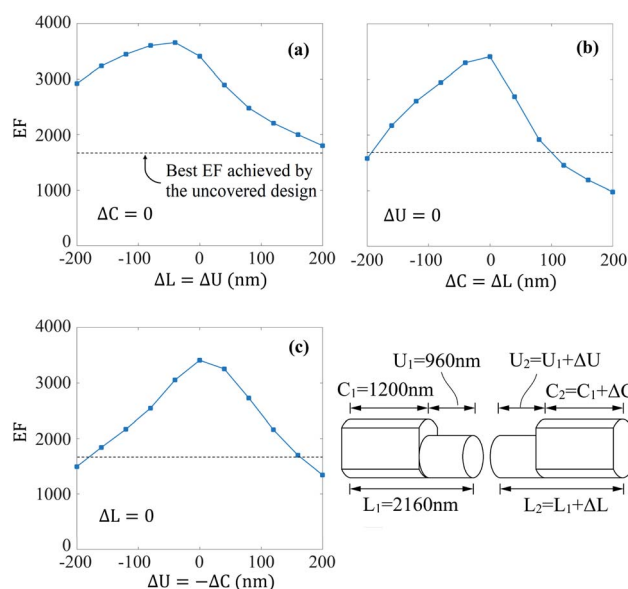 (a)
4000
3000
2000
1000
0
EF
Best EF achieved by
the uncovered design
ΔC = 0
-200 -100 0 100 200
ΔL = ΔU (nm)
(b)
ΔU = 0
-200 -100 0 100 200
ΔC = ΔL (nm)
(c)
4000
3000
2000
1000
0
EF
ΔL = 0
-200 -100 0 100 200
ΔU = −ΔC (nm)
U1=960nm U2=U1+ΔU
C1=1200nm C2=C1+ΔC
L1=2160nm L2=L1+ΔL